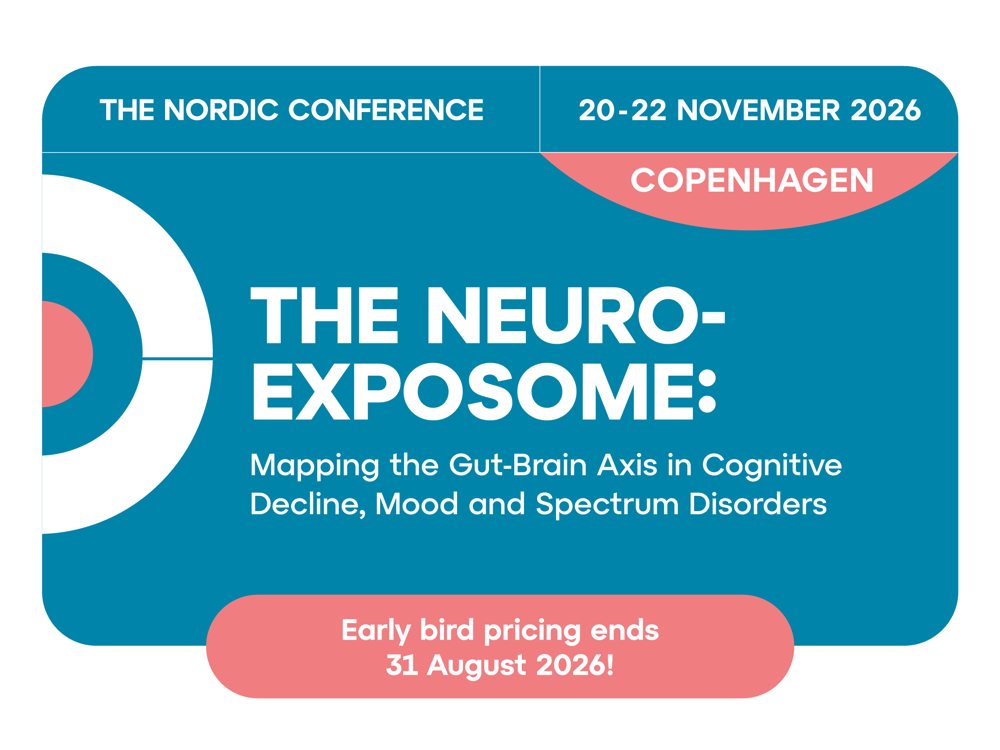 THE NORDIC CONFERENCE
20-22 NOVEMBER 2026
COPENHAGEN
THE NEURO-
EXPOSOME:
Mapping the Gut-Brain Axis in Cognitive
Decline, Mood and Spectrum Disorders
Early bird pricing ends
31 August 2026!